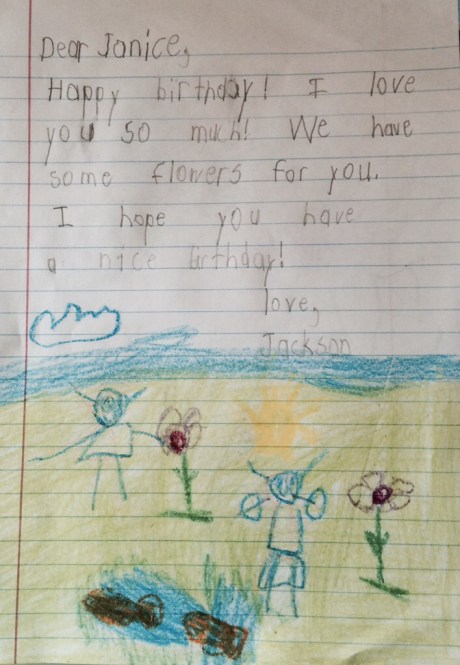 Dear Janice,
Happy birthday! I love
you so much! We have
some flowers for you.
I hope you have
a nice birthday!
love,
Jackson